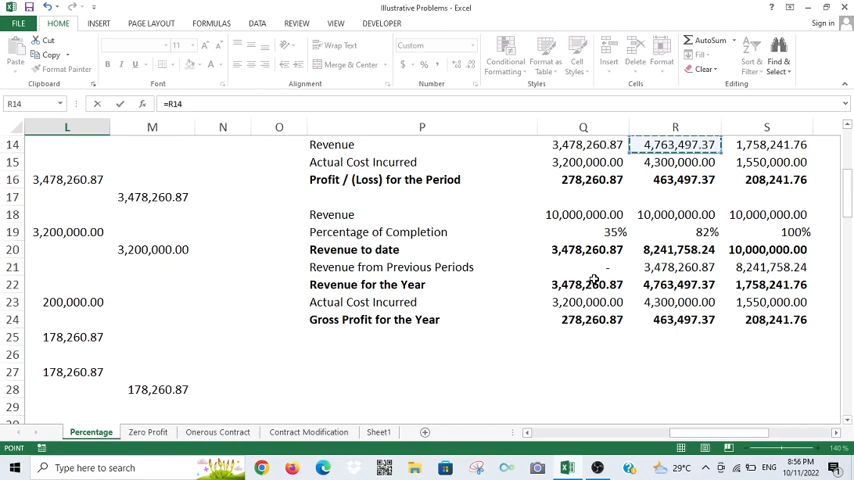 Illustrative Problems - Excel
Sign in
FILE HOME INSERT PAGE LAYOUT FORMULAS DATA REVIEW VIEW DEVELOPER
Paste Cut Copy Format Painter
Clipboard
11
B I U
Font
Wrap Text
Merge & Center
Alignment
Custom
$ % ,
Number
Conditional Formatting Format as Table Cell Styles
Styles
Insert Delete Format
Cells
AutoSum Fill Clear
Sort & Filter Find & Select
Editing
R14 fx =R14
L M N O P Q R S
14 Revenue 3,478,260.87 4,763,497.37 1,758,241.76
15 Actual Cost Incurred 3,200,000.00 4,300,000.00 1,550,000.00
16 3,478,260.87 Profit / (Loss) for the Period 278,260.87 463,497.37 208,241.76
17 3,478,260.87
18 Revenue 10,000,000.00 10,000,000.00 10,000,000.00
19 3,200,000.00 Percentage of Completion 35% 82% 100%
20 3,200,000.00 Revenue to date 3,478,260.87 8,241,758.24 10,000,000.00
21 Revenue from Previous Periods - 3,478,260.87 8,241,758.24
22 Revenue for the Year 3,478,260.87 4,763,497.37 1,758,241.76
23 200,000.00 Actual Cost Incurred 3,200,000.00 4,300,000.00 1,550,000.00
24 Gross Profit for the Year 278,260.87 463,497.37 208,241.76
25 178,260.87
26
27 178,260.87
28 178,260.87
29
Percentage Zero Profit Onerous Contract Contract Modification Sheet1
POINT 140 %
Type here to search
29°C ENG 8:56 PM
10/11/2022